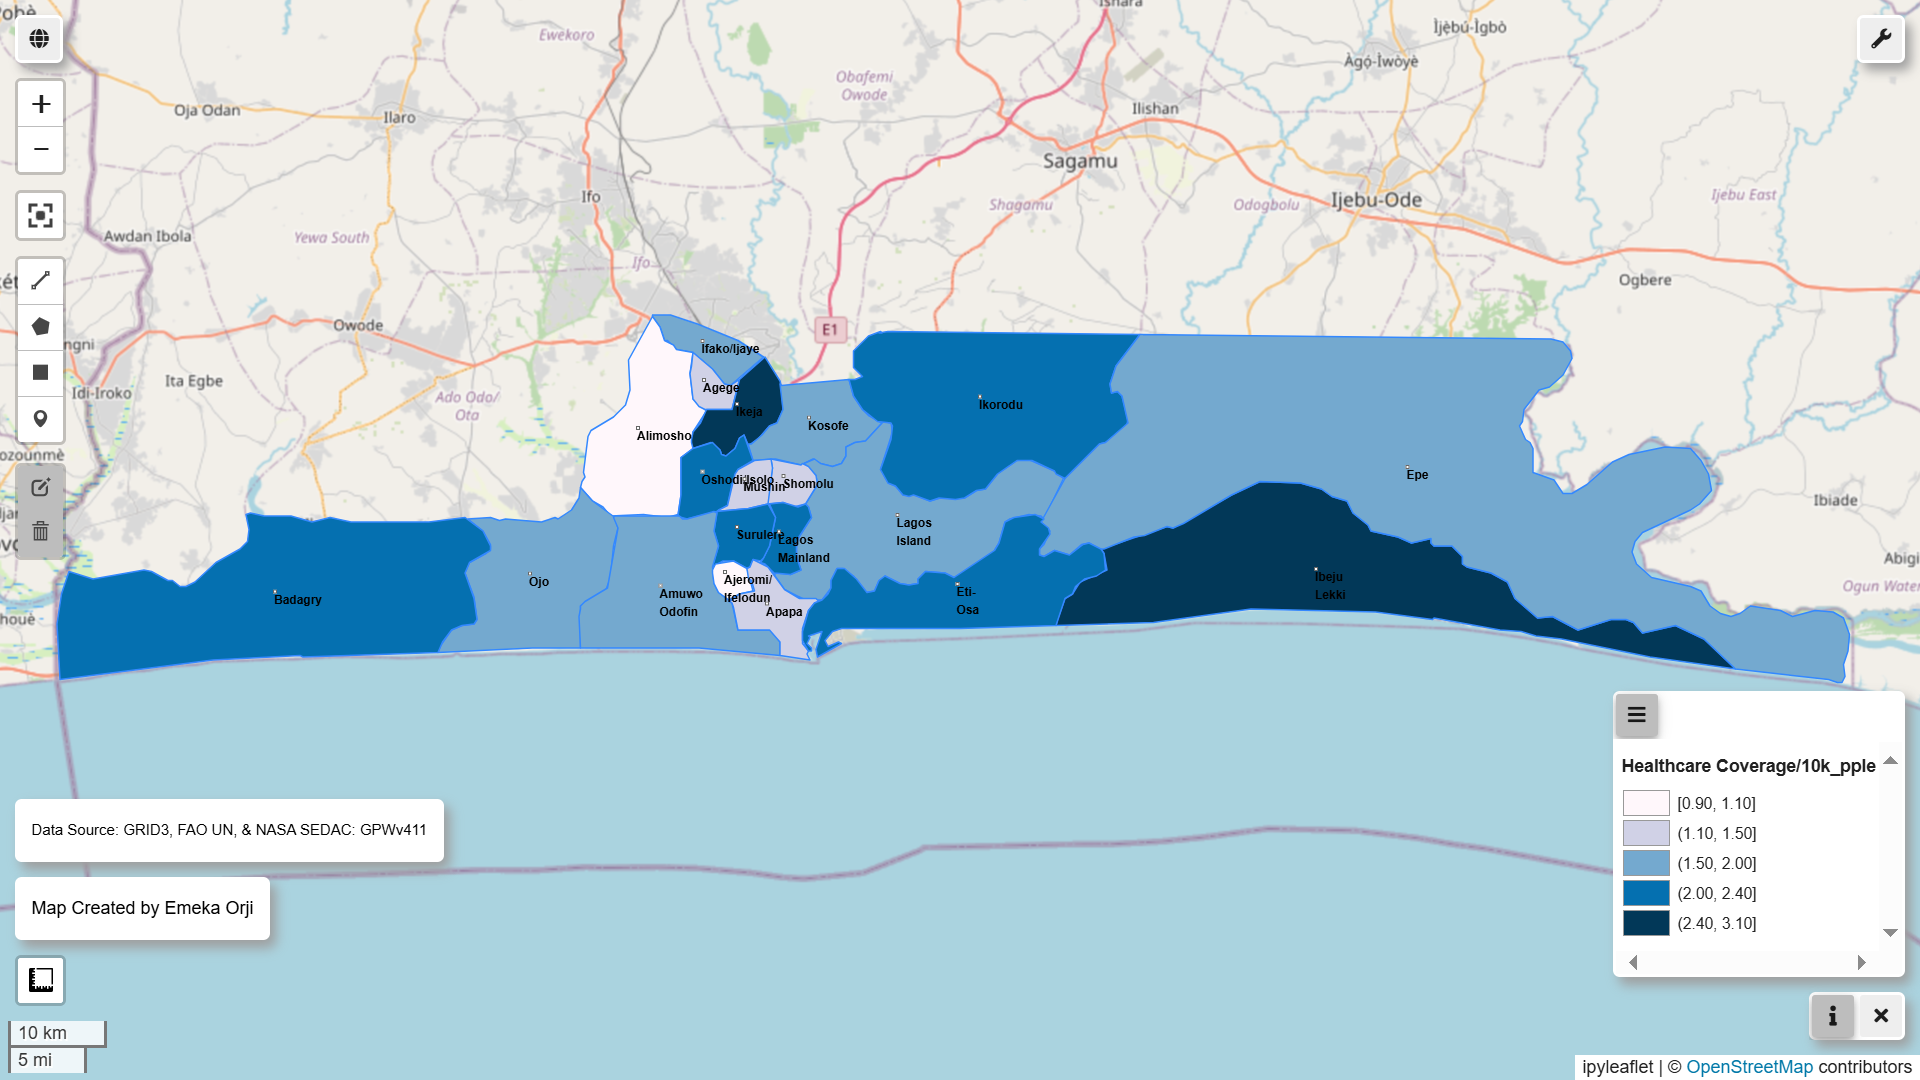 Pobè
Ishara
Ewekoro
Ìjẹ̀bú-Ìgbò
Àgọ́-Ìwòyè
Obafemi
Owode
Oja Odan
Ilaro
Ilishan
Sagamu
Ifo
Ijebu East
Ijebu-Ode
Shagamu
Odogbolu
Awdan Ibola
Yewa South
Ifo
Ogbere
Owode
E1
Ifako/Ijaye
Ita Egbe
Idi-Iroko
Agege
Ado Odo/
Ota
Ikeja
Ikorodu
Kosofe
Alimosho
Epe
Oshodi/Isolo
Mushin
Shomolu
Ibiade
Lagos
Island
Surulere
Lagos
Mainland
Abigi
Ojo
Ajeromi/
Ifelodun
Ibeju
Lekki
Ogun Water
Badagry
Amuwo
Odofin
Eti-
Osa
Apapa
Healthcare Coverage/10k_pple
[0.90, 1.10]
(1.10, 1.50]
(1.50, 2.00]
(2.00, 2.40]
(2.40, 3.10]
Data Source: GRID3, FAO UN, & NASA SEDAC: GPWv411
Map Created by Emeka Orji
10 km
5 mi
ipyleaflet | © OpenStreetMap contributors